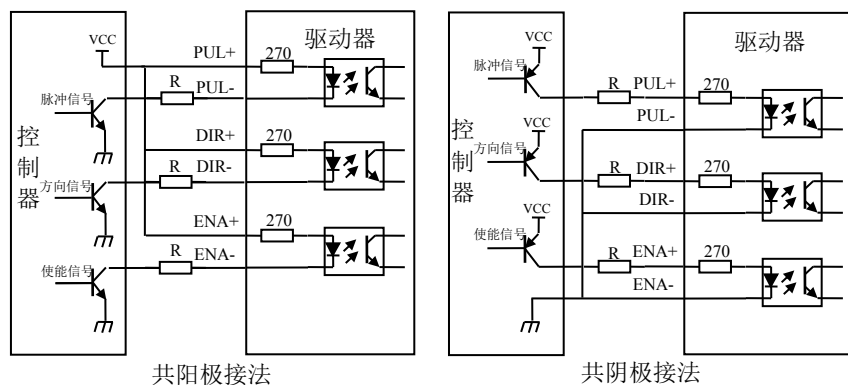 VCC
PUL+
270
驱动器
脉冲信号
R
PUL-
控制器
DIR+
270
方向信号
R
DIR-
ENA+
270
使能信号
R
ENA-
共阳极接法
VCC
驱动器
脉冲信号
R
PUL+
270
PUL-
控制器
VCC
方向信号
R
DIR+
270
DIR-
VCC
使能信号
R
ENA+
270
ENA-
共阴极接法